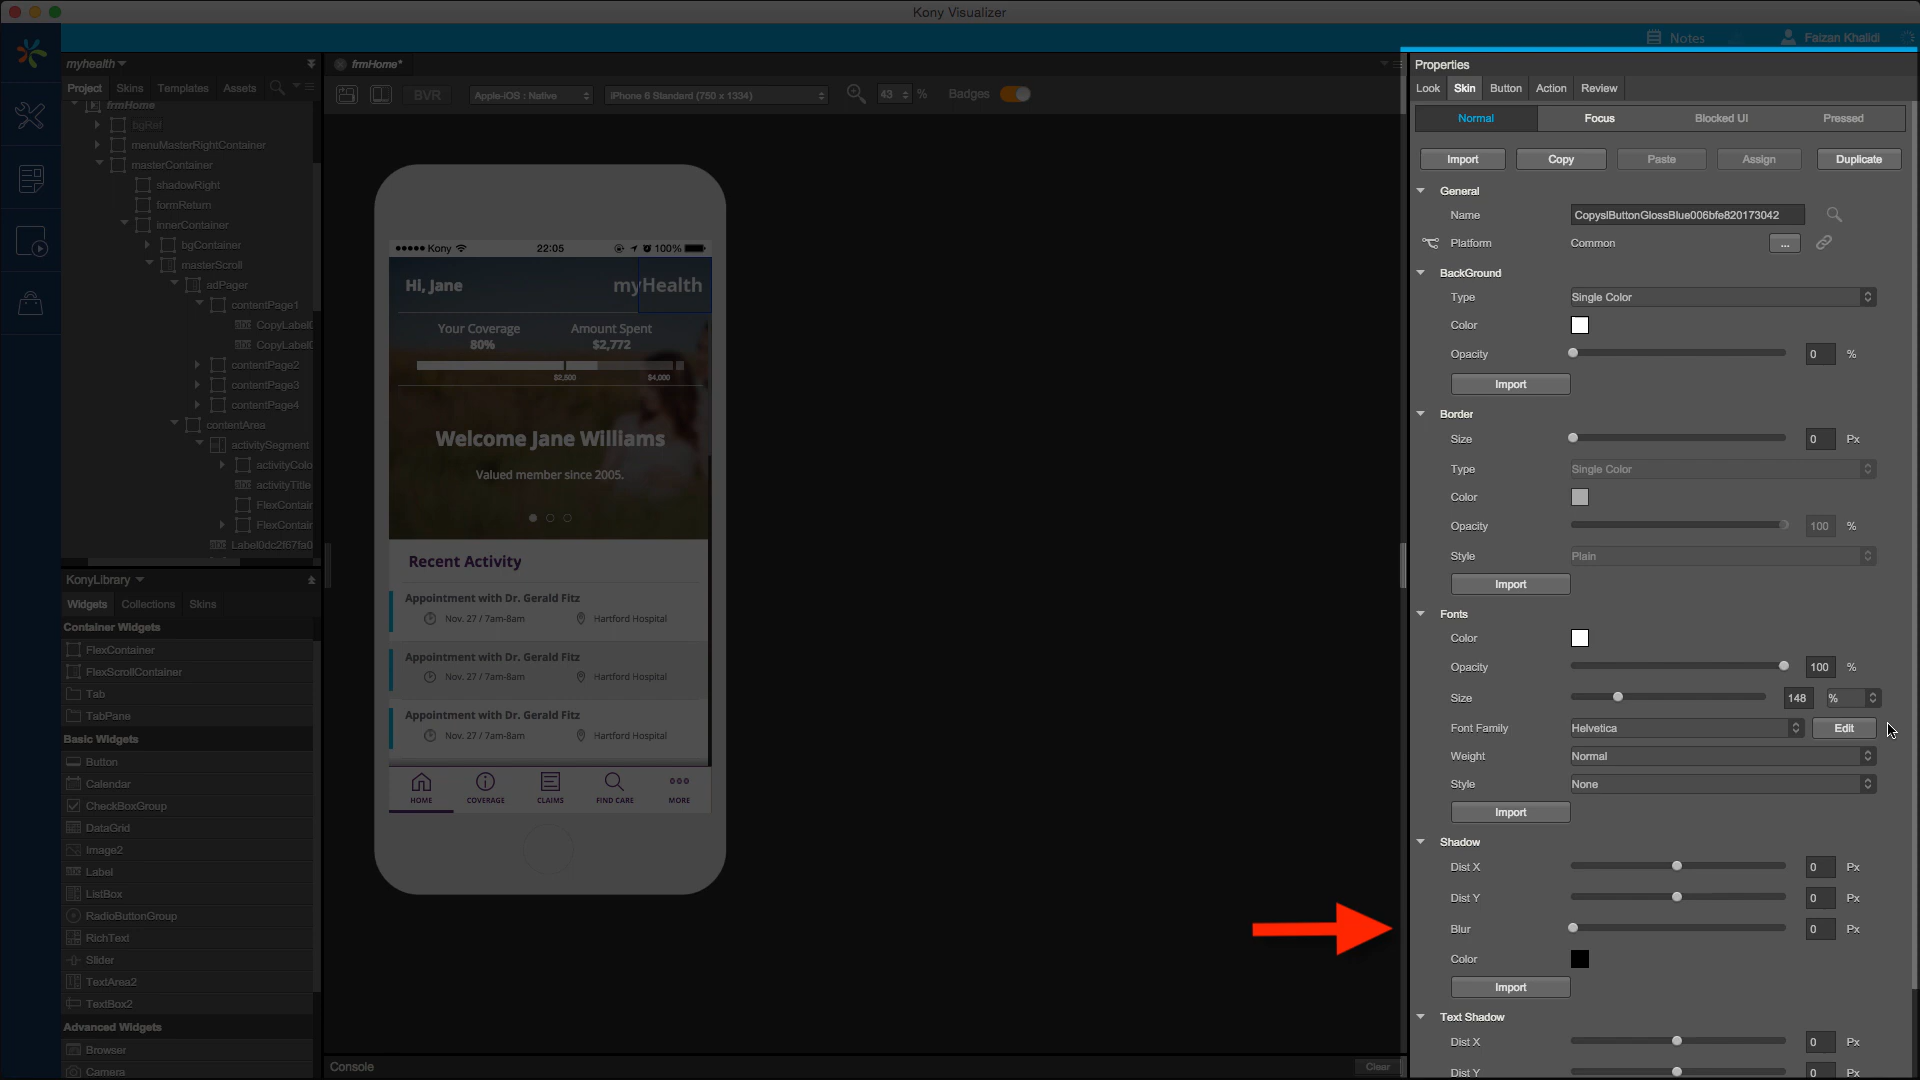 Kony Visualizer
Notes
Faizan Khalidi
myhealth
Project Skins Templates Assets
frmHome
bgRel
menuMasterRightContainer
masterContainer
shadowRight
formReturn
innerContainer
bgContainer
masterScroll
adPager
contentPage1
CopyLabel0
CopyLabel0
contentPage2
contentPage3
contentPage4
contentArea
activitySegment
activityColo
activityTitle
FlexContain
FlexContain
Label0dc2f67fa0
KonyLibrary
Widgets Collections Skins
Container Widgets
FlexContainer
FlexScrollContainer
Tab
TabPane
Basic Widgets
Button
Calendar
CheckBoxGroup
DataGrid
Image2
Label
ListBox
RadioButtonGroup
RichText
Slider
TextArea2
TextBox2
Advanced Widgets
Browser
Camera
frmHome*
BVR Apple-iOS : Native iPhone 6 Standard (750 x 1334) 43 % Badges
Kony 22:05 100%
Hi, Jane myHealth
Your Coverage Amount Spent
80% $2,772
$2,500 $4,000
Welcome Jane Williams
Valued member since 2005.
Recent Activity
Appointment with Dr. Gerald Fitz
Nov. 27 / 7am-8am Hartford Hospital
Appointment with Dr. Gerald Fitz
Nov. 27 / 7am-8am Hartford Hospital
Appointment with Dr. Gerald Fitz
Nov. 27 / 7am-8am Hartford Hospital
HOME COVERAGE CLAIMS FIND CARE MORE
Console Clear
Properties
Look Skin Button Action Review
Normal Focus Blocked UI Pressed
Import Copy Paste Assign Duplicate
General
Name CopyslButtonGlossBlue006bfe820173042
Platform Common ...
BackGround
Type Single Color
Color
Opacity 0 %
Import
Border
Size 0 Px
Type Single Color
Color
Opacity 100 %
Style Plain
Import
Fonts
Color
Opacity 100 %
Size 148 %
Font Family Helvetica Edit
Weight Normal
Style None
Import
Shadow
Dist X 0 Px
Dist Y 0 Px
Blur 0 Px
Color
Import
Text Shadow
Dist X 0 Px
Dist Y 0 Px